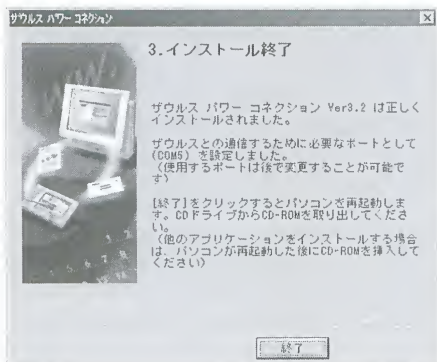 ザウルス パワー コネクション
3.インストール終了
ザウルス パワー コネクション Ver3.2 は正しく
インストールされました。
ザウルスとの通信するために必要なポートとして
(COM5) を設定しました。
(使用するポートは後で変更することが可能で
す)
[終了]をクリックするとパソコンを再起動しま
す。CDドライブからCD-ROMを取り出してくださ
い。
(他のアプリケーションをインストールする場合
は、パソコンが再起動した後にCD-ROMを挿入して
ください)
終了